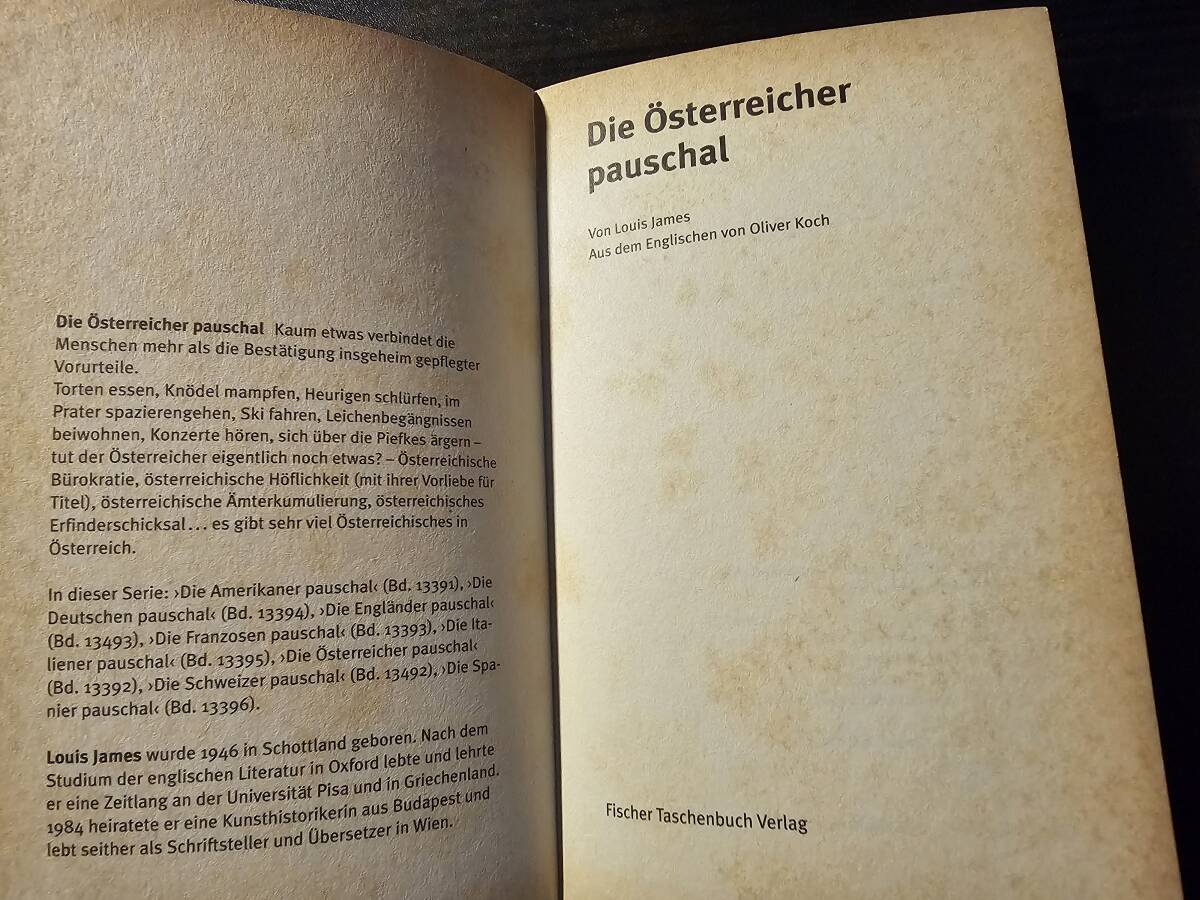 Die Österreicher pauschal Kaum etwas verbindet die
Menschen mehr als die Bestätigung insgeheim gepflegter
Vorurteile.
Torten essen, Knödel mampfen, Heurigen schlürfen, im
Prater spazierengehen, Ski fahren, Leichenbegängnissen
beiwohnen, Konzerte hören, sich über die Piefkes ärgern –
tut der Österreicher eigentlich noch etwas? – Österreichische
Bürokratie, österreichische Höflichkeit (mit ihrer Vorliebe für
Titel), österreichische Ämterkumulierung, österreichisches
Erfinderschicksal... es gibt sehr viel Österreichisches in
Österreich.
In dieser Serie: ›Die Amerikaner pauschal‹ (Bd. 13391), ›Die
Deutschen pauschal‹ (Bd. 13394), ›Die Engländer pauschal‹
(Bd. 13493), ›Die Franzosen pauschal‹ (Bd. 13393), ›Die Ita-
liener pauschal‹ (Bd. 13395), ›Die Österreicher pauschal‹
(Bd. 13392), ›Die Schweizer pauschal‹ (Bd. 13492), ›Die Spa-
nier pauschal‹ (Bd. 13396).
Louis James wurde 1946 in Schottland geboren. Nach dem
Studium der englischen Literatur in Oxford lebte und lehrte
er eine Zeitlang an der Universität Pisa und in Griechenland.
1984 heiratete er eine Kunsthistorikerin aus Budapest und
lebt seither als Schriftsteller und Übersetzer in Wien.
Die Österreicher
pauschal
Von Louis James
Aus dem Englischen von Oliver Koch
Fischer Taschenbuch Verlag